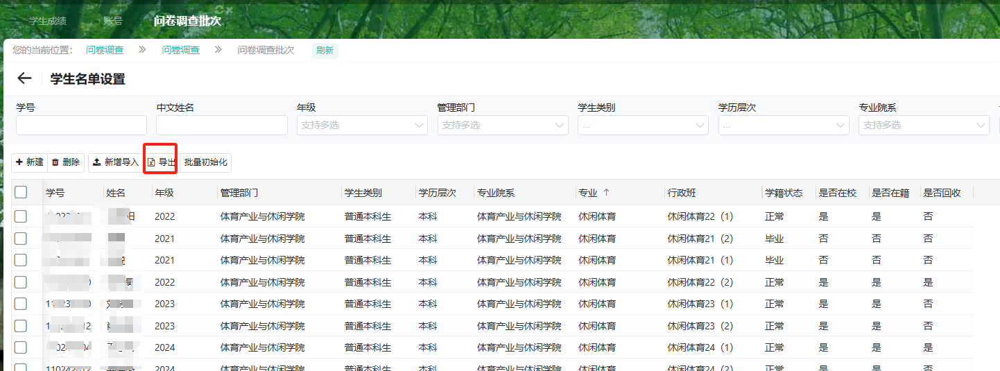 学生成绩 账号 问卷调查批次
您的当前位置： 问卷调查 问卷调查 问卷调查批次 刷新
学生名单设置
学号 中文姓名 年级 管理部门 学生类别 学历层次 专业院系
支持多选 支持多选 ... ... 支持多选
新建 删除 新增导入 导出 批量初始化
学号 姓名 年级 管理部门 学生类别 学历层次 专业院系 专业 ↑ 行政班 学籍状态 是否在校 是否在籍 是否回收
2022 体育产业与休闲学院 普通本科生 本科 体育产业与休闲学院 休闲体育 休闲体育22（1） 正常 是 是 否
2021 体育产业与休闲学院 普通本科生 本科 体育产业与休闲学院 休闲体育 休闲体育21（2） 毕业 否 否 否
2021 体育产业与休闲学院 普通本科生 本科 体育产业与休闲学院 休闲体育 休闲体育21（1） 毕业 否 否 否
2022 体育产业与休闲学院 普通本科生 本科 体育产业与休闲学院 休闲体育 休闲体育22（2） 正常 是 是 是
2023 体育产业与休闲学院 普通本科生 本科 体育产业与休闲学院 休闲体育 休闲体育23（1） 正常 是 是 否
2023 体育产业与休闲学院 普通本科生 本科 体育产业与休闲学院 休闲体育 休闲体育23（2） 正常 是 是 否
2024 体育产业与休闲学院 普通本科生 本科 体育产业与休闲学院 休闲体育 休闲体育24（1） 正常 是 是 是
2024 体育产业与休闲学院 普通本科生 本科 体育产业与休闲学院 休闲体育 休闲体育24（2） 正常 是 是 否